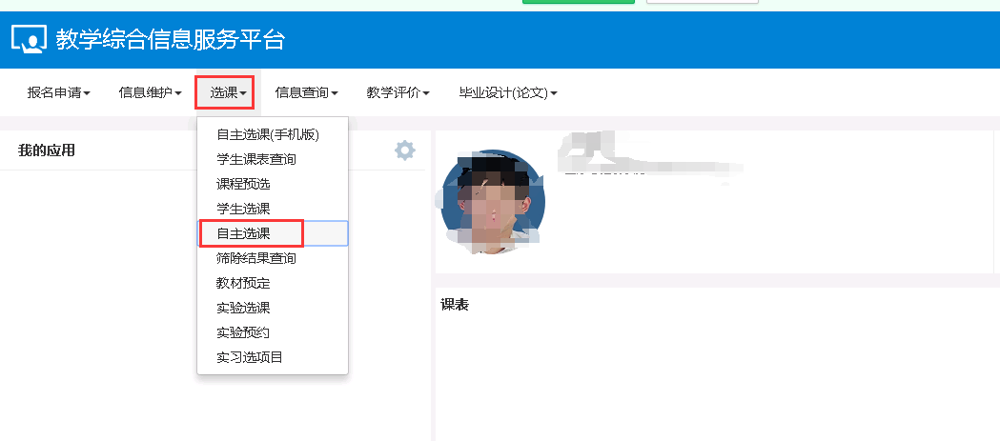 教学综合信息服务平台
报名申请 信息维护 选课 信息查询 教学评价 毕业设计(论文)
自主选课(手机版)
学生课表查询
课程预选
学生选课
自主选课
筛除结果查询
教材预定
实验选课
实验预约
实习选项目
我的应用
课表